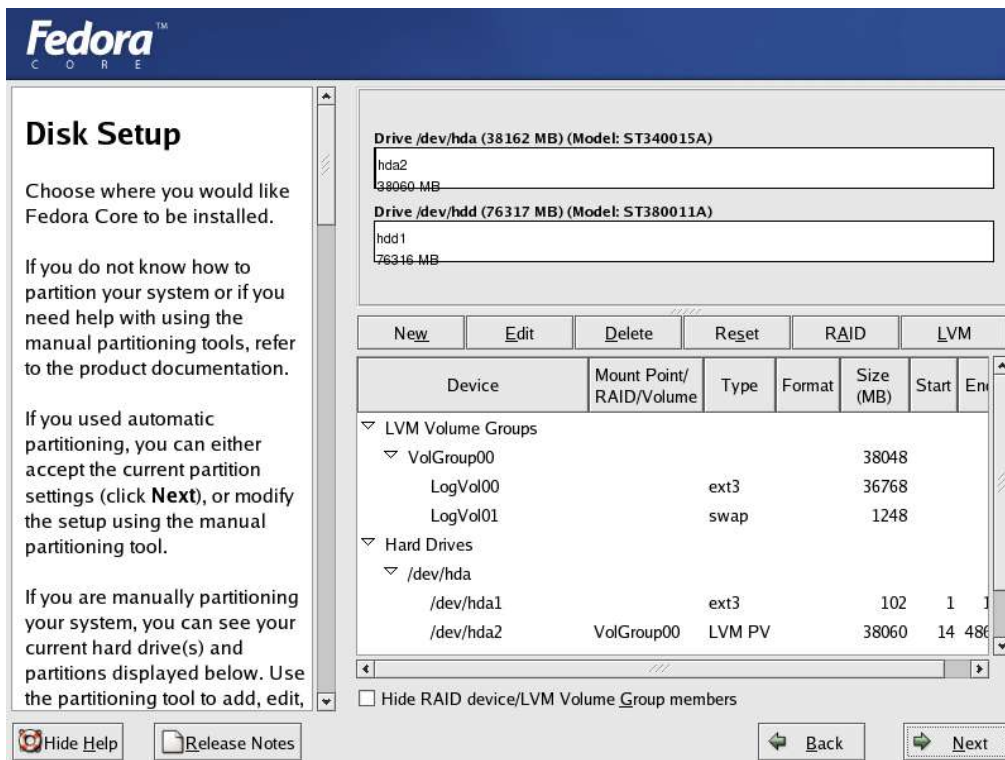 Fedora™
CORE
Disk Setup
Choose where you would like
Fedora Core to be installed.
If you do not know how to
partition your system or if you
need help with using the
manual partitioning tools, refer
to the product documentation.
If you used automatic
partitioning, you can either
accept the current partition
settings (click Next), or modify
the setup using the manual
partitioning tool.
If you are manually partitioning
your system, you can see your
current hard drive(s) and
partitions displayed below. Use
the partitioning tool to add, edit,
Drive /dev/hda (38162 MB) (Model: ST340015A)
hda2
38060 MB
Drive /dev/hdd (76317 MB) (Model: ST380011A)
hdd1
76316 MB
New Edit Delete Reset RAID LVM
Device Mount Point/ RAID/Volume Type Format Size (MB) Start End
LVM Volume Groups
VolGroup00 38048
LogVol00 ext3 36768
LogVol01 swap 1248
Hard Drives
/dev/hda
/dev/hda1 ext3 102 1 1
/dev/hda2 VolGroup00 LVM PV 38060 14 486
Hide RAID device/LVM Volume Group members
Hide Help Release Notes Back Next